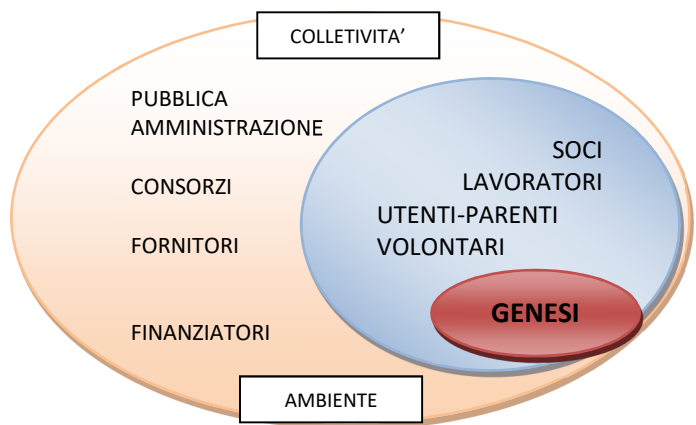 COLLETIVITA’
PUBBLICA
AMMINISTRAZIONE
CONSORZI
FORNITORI
FINANZIATORI
SOCI
LAVORATORI
UTENTI-PARENTI
VOLONTARI
GENESI
AMBIENTE